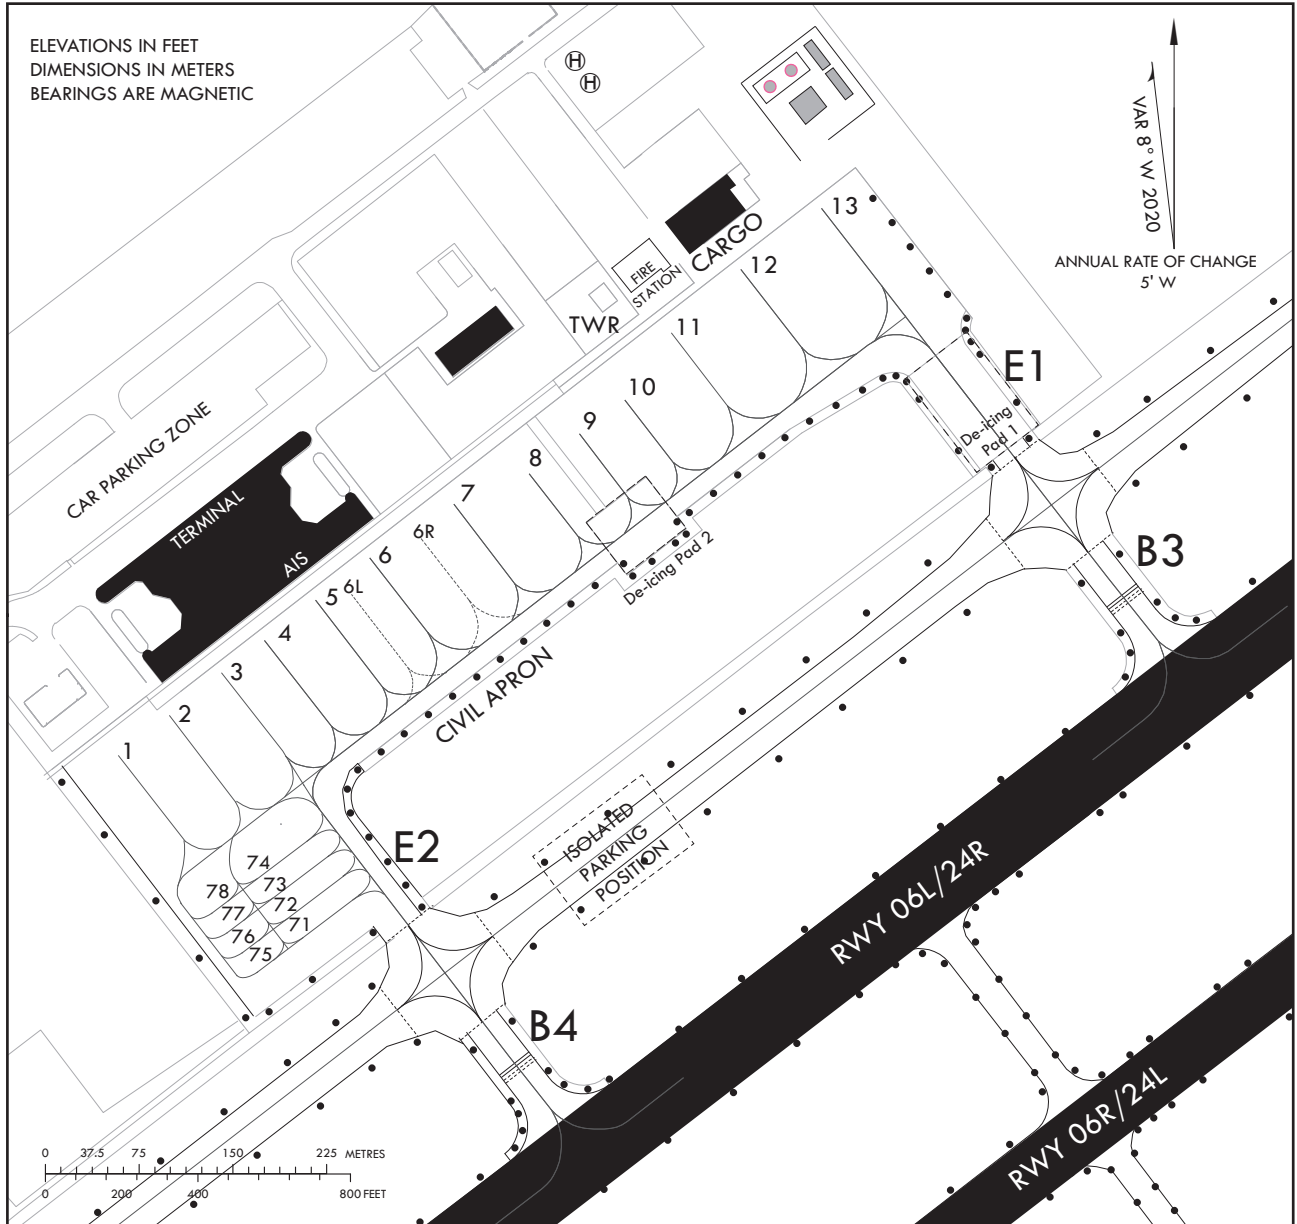 ELEVATIONS IN FEET
DIMENSIONS IN METERS
BEARINGS ARE MAGNETIC
H
H
VAR 8° W 2020
ANNUAL RATE OF CHANGE
5' W
13
CARGO
12
FIRE
STATION
TWR
11
E1
10
9
De-icing
Pad 1
CAR PARKING ZONE
8
7
TERMINAL
6R
AIS
6
B3
De-icing Pad 2
5
6L
4
3
CIVIL APRON
2
1
ISOLATED
PARKING
POSITION
E2
74
78
73
77
72
76
71
75
RWY 06L/24R
B4
RWY 06R/24L
0 37.5 75 150 225 METRES
0 200 400 800 FEET